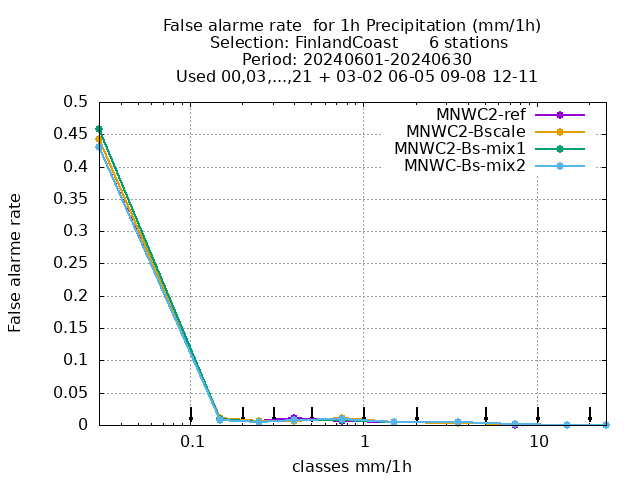 False alarme rate  for 1h Precipitation (mm/1h)
Selection: FinlandCoast      6 stations
Period: 20240601-20240630
Used 00,03,...,21 + 03-02 06-05 09-08 12-11
MNWC2-ref
MNWC2-Bscale
MNWC2-Bs-mix1
MNWC-Bs-mix2
False alarme rate
0.5
0.45
0.4
0.35
0.3
0.25
0.2
0.15
0.1
0.05
0
0.1
1
10
classes mm/1h